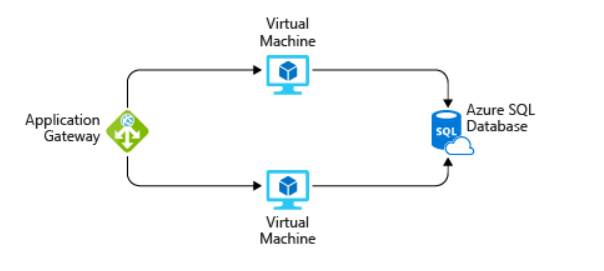 Virtual
Machine
Application
Gateway
Azure SQL
Database
SQL
Virtual
Machine